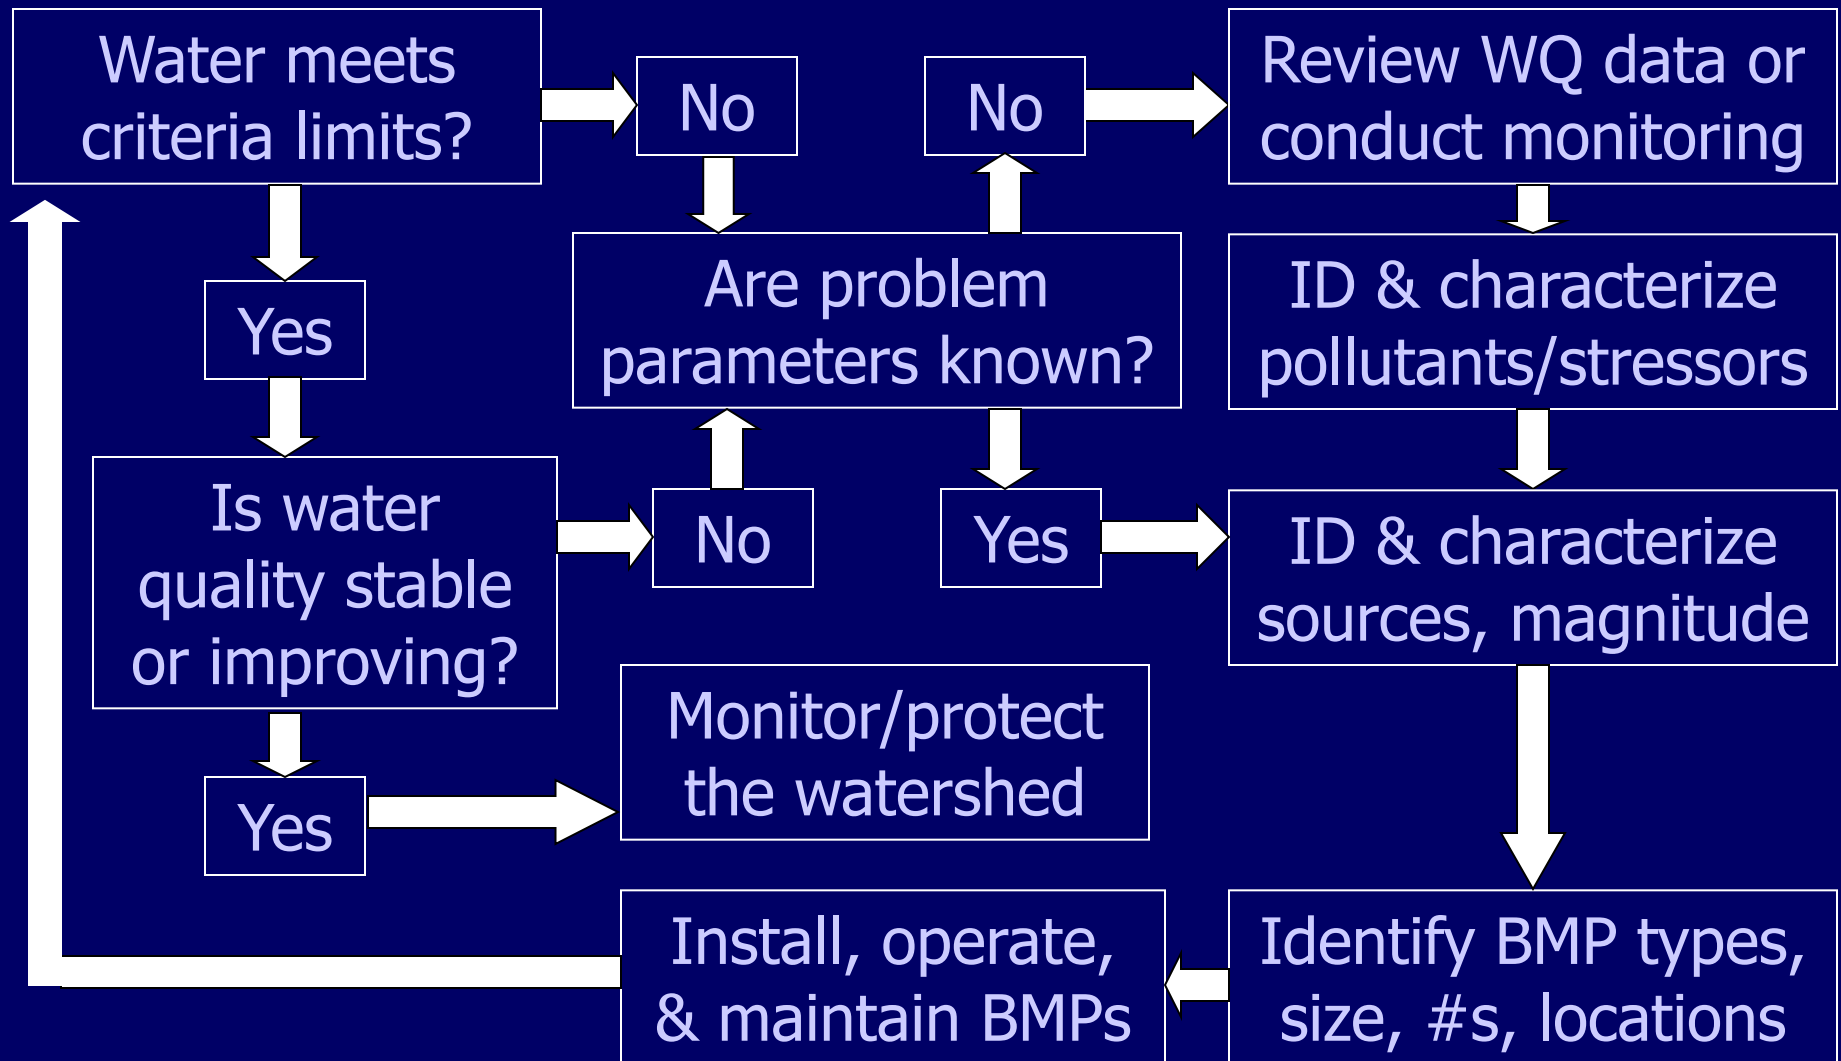 Water meets
criteria limits?
No
No
Review WQ data or
conduct monitoring
Yes
Are problem
parameters known?
ID & characterize
pollutants/stressors
Is water
quality stable
or improving?
No
Yes
ID & characterize
sources, magnitude
Monitor/protect
the watershed
Yes
Install, operate,
& maintain BMPs
Identify BMP types,
size, #s, locations